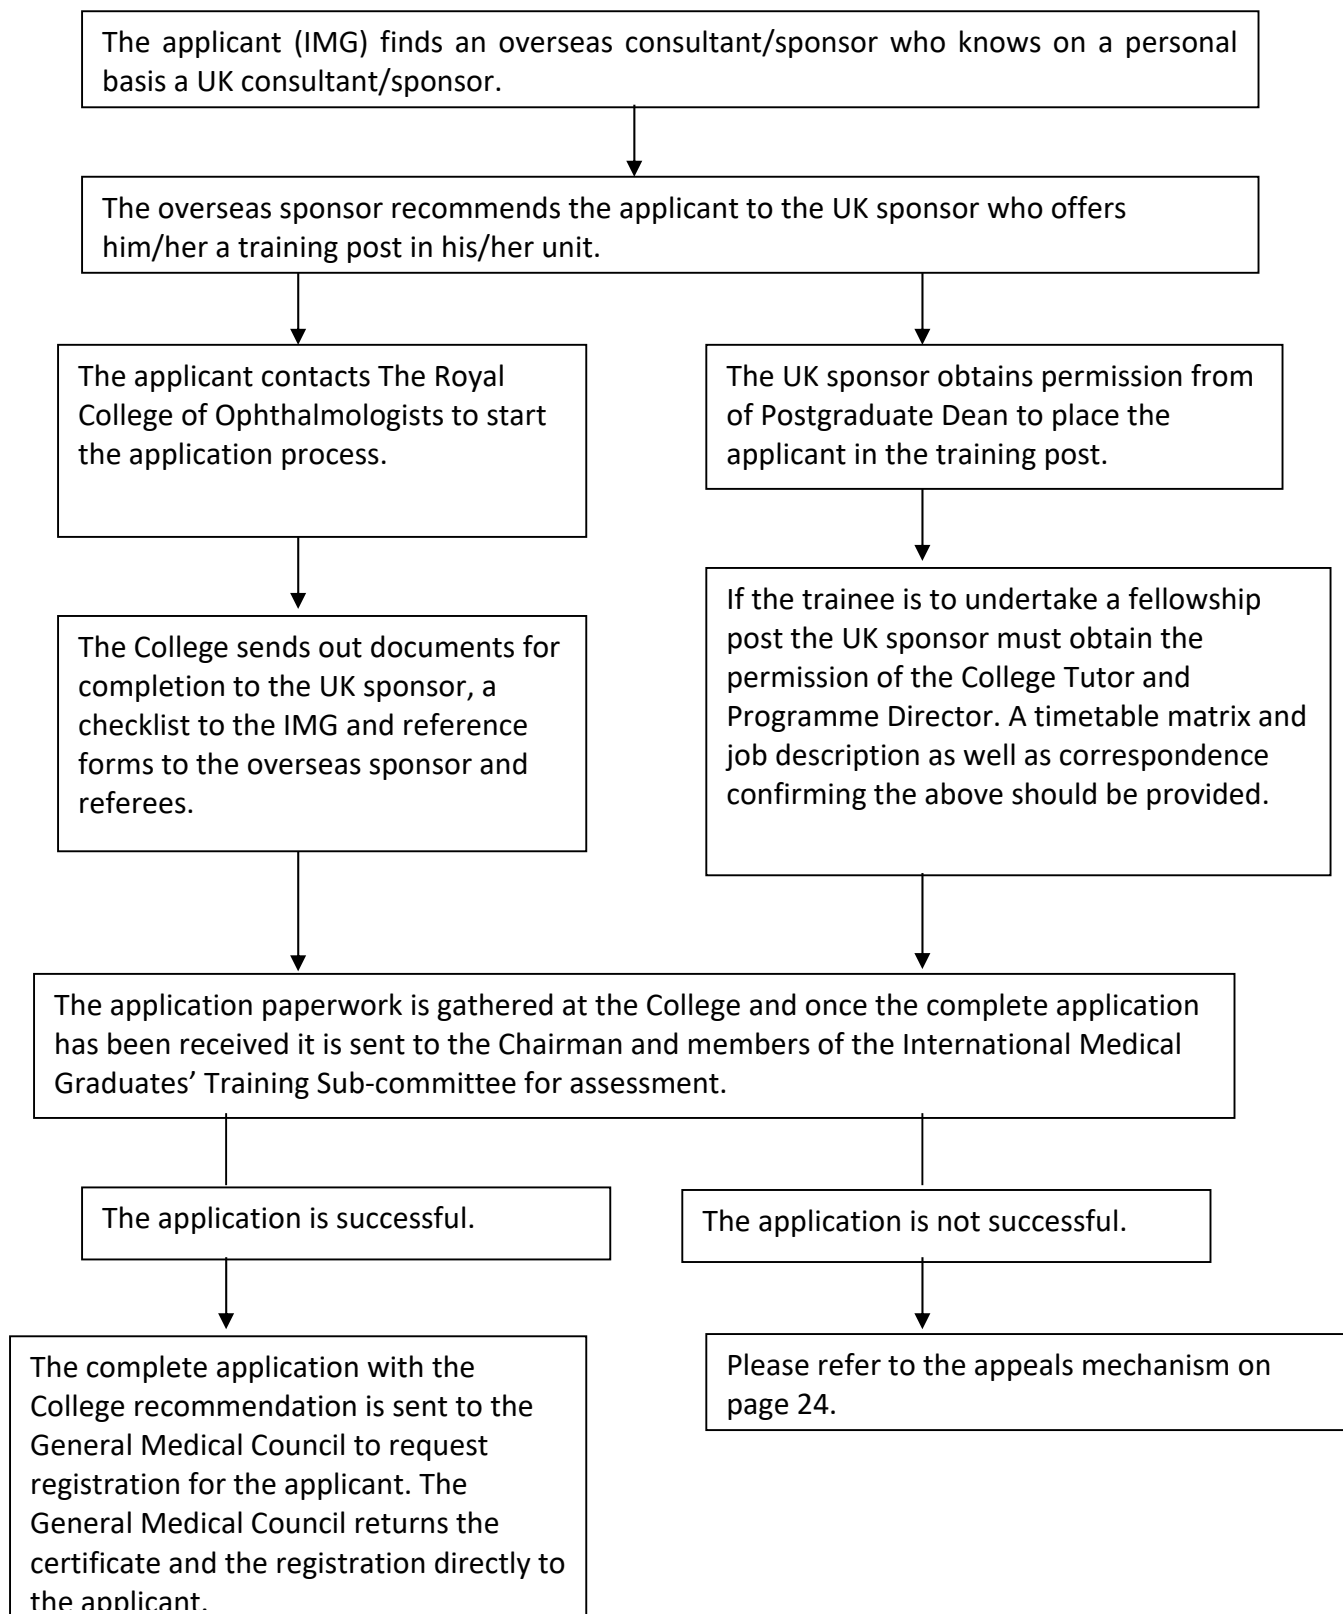 The applicant (IMG) finds an overseas consultant/sponsor who knows on a personal
basis a UK consultant/sponsor.
The overseas sponsor recommends the applicant to the UK sponsor who offers
him/her a training post in his/her unit.
The applicant contacts The Royal
College of Ophthalmologists to start
the application process.
The UK sponsor obtains permission from
of Postgraduate Dean to place the
applicant in the training post.
The College sends out documents for
completion to the UK sponsor, a
checklist to the IMG and reference
forms to the overseas sponsor and
referees.
If the trainee is to undertake a fellowship
post the UK sponsor must obtain the
permission of the College Tutor and
Programme Director. A timetable matrix and
job description as well as correspondence
confirming the above should be provided.
The application paperwork is gathered at the College and once the complete application
has been received it is sent to the Chairman and members of the International Medical
Graduates’ Training Sub-committee for assessment.
The application is successful.
The application is not successful.
The complete application with the
College recommendation is sent to the
General Medical Council to request
registration for the applicant. The
General Medical Council returns the
certificate and the registration directly to
the applicant.
Please refer to the appeals mechanism on
page 24.